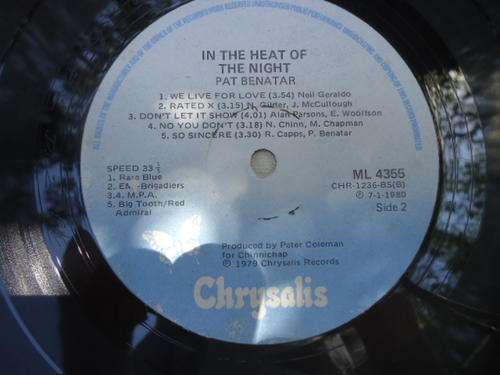 IN THE HEAT OF
THE NIGHT
PAT BENATAR
1. WE LIVE FOR LOVE (3.54) Neil Geraldo
2. RATED X (3.15) N. Gilder, J. McCullough
3. DON'T LET IT SHOW (4.01) Alan Parsons, E. Woolfson
4. NO YOU DON'T (3.18) N. Chinn, M. Chapman
5. SO SINCERE (3.30) R. Capps, P. Benatar
SPEED 33 1/3
1. Rare Blue
2. EMI-Brigadiers
3.4. M.P.A.
5. Big Tooth/Red
Admiral
ML 4355
CHR-1236-BS(B)
℗ 7-1-1980
Side 2
Produced by Peter Coleman
for Chinnichap
℗ 1979 Chrysalis Records
Chrysalis